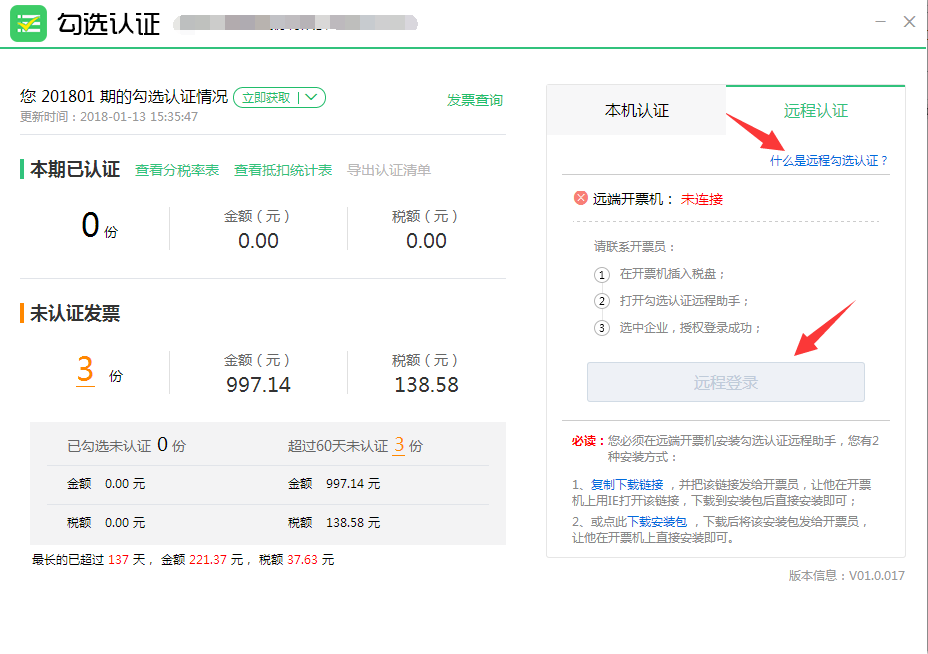 勾选认证
您 201801 期的勾选认证情况 立即获取
发票查询
更新时间：2018-01-13 15:35:47
本期已认证 查看分税率表 查看抵扣统计表 导出认证清单
0 份
金额（元）
0.00
税额（元）
0.00
未认证发票
3 份
金额（元）
997.14
税额（元）
138.58
已勾选未认证 0 份
超过60天未认证 3 份
金额 0.00 元
金额 997.14 元
税额 0.00 元
税额 138.58 元
最长的已超过 137 天， 金额 221.37 元， 税额 37.63 元
本机认证
远程认证
什么是远程勾选认证？
远端开票机： 未连接
请联系开票员：
1 在开票机插入税盘；
2 打开勾选认证远程助手；
3 选中企业，授权登录成功；
远程登录
必读：您必须在远端开票机安装勾选认证远程助手，您有2
种安装方式：
1、复制下载链接 ，并把该链接发给开票员，让他在开票
机上用IE打开该链接，下载到安装包后直接安装即可；
2、或点此下载安装包 ，下载后将该安装包发给开票员，
让他在开票机上直接安装即可。
版本信息：V01.0.017